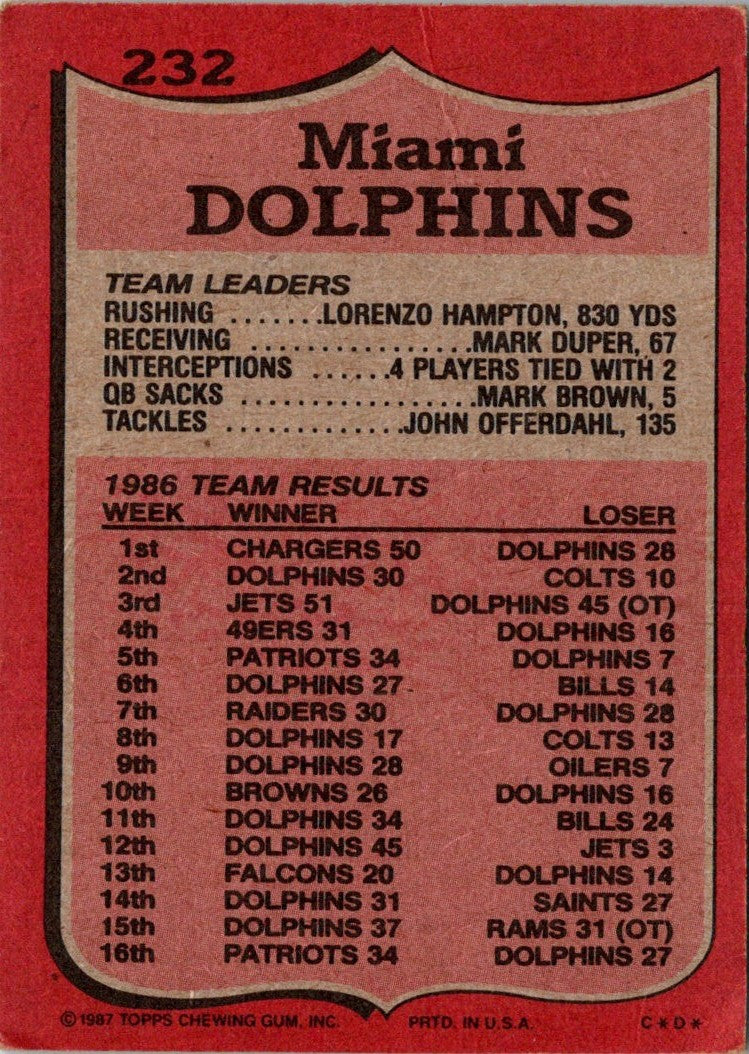 232
Miami
DOLPHINS
TEAM LEADERS
RUSHING .......LORENZO HAMPTON, 830 YDS
RECEIVING .................MARK DUPER, 67
INTERCEPTIONS ......4 PLAYERS TIED WITH 2
QB SACKS ..................MARK BROWN, 5
TACKLES .............JOHN OFFERDAHL, 135
1986 TEAM RESULTS
WEEK WINNER LOSER
1st CHARGERS 50 DOLPHINS 28
2nd DOLPHINS 30 COLTS 10
3rd JETS 51 DOLPHINS 45 (OT)
4th 49ERS 31 DOLPHINS 16
5th PATRIOTS 34 DOLPHINS 7
6th DOLPHINS 27 BILLS 14
7th RAIDERS 30 DOLPHINS 28
8th DOLPHINS 17 COLTS 13
9th DOLPHINS 28 OILERS 7
10th BROWNS 26 DOLPHINS 16
11th DOLPHINS 34 BILLS 24
12th DOLPHINS 45 JETS 3
13th FALCONS 20 DOLPHINS 14
14th DOLPHINS 31 SAINTS 27
15th DOLPHINS 37 RAMS 31 (OT)
16th PATRIOTS 34 DOLPHINS 27
© 1987 TOPPS CHEWING GUM, INC. PRTD. IN U.S.A. C * D *